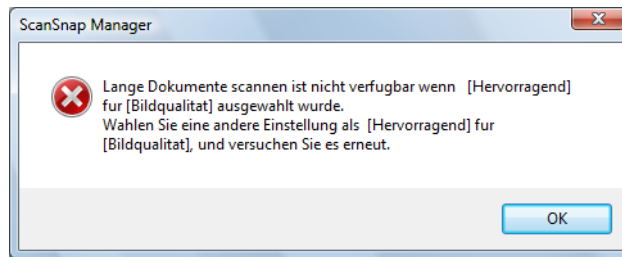 ScanSnap Manager
Lange Dokumente scannen ist nicht verfugbar wenn   [Hervorragend]
fur [Bildqualitat] ausgewahlt wurde.
Wahlen Sie eine andere Einstellung als  [Hervorragend] fur
[Bildqualitat], und versuchen Sie es erneut.
OK